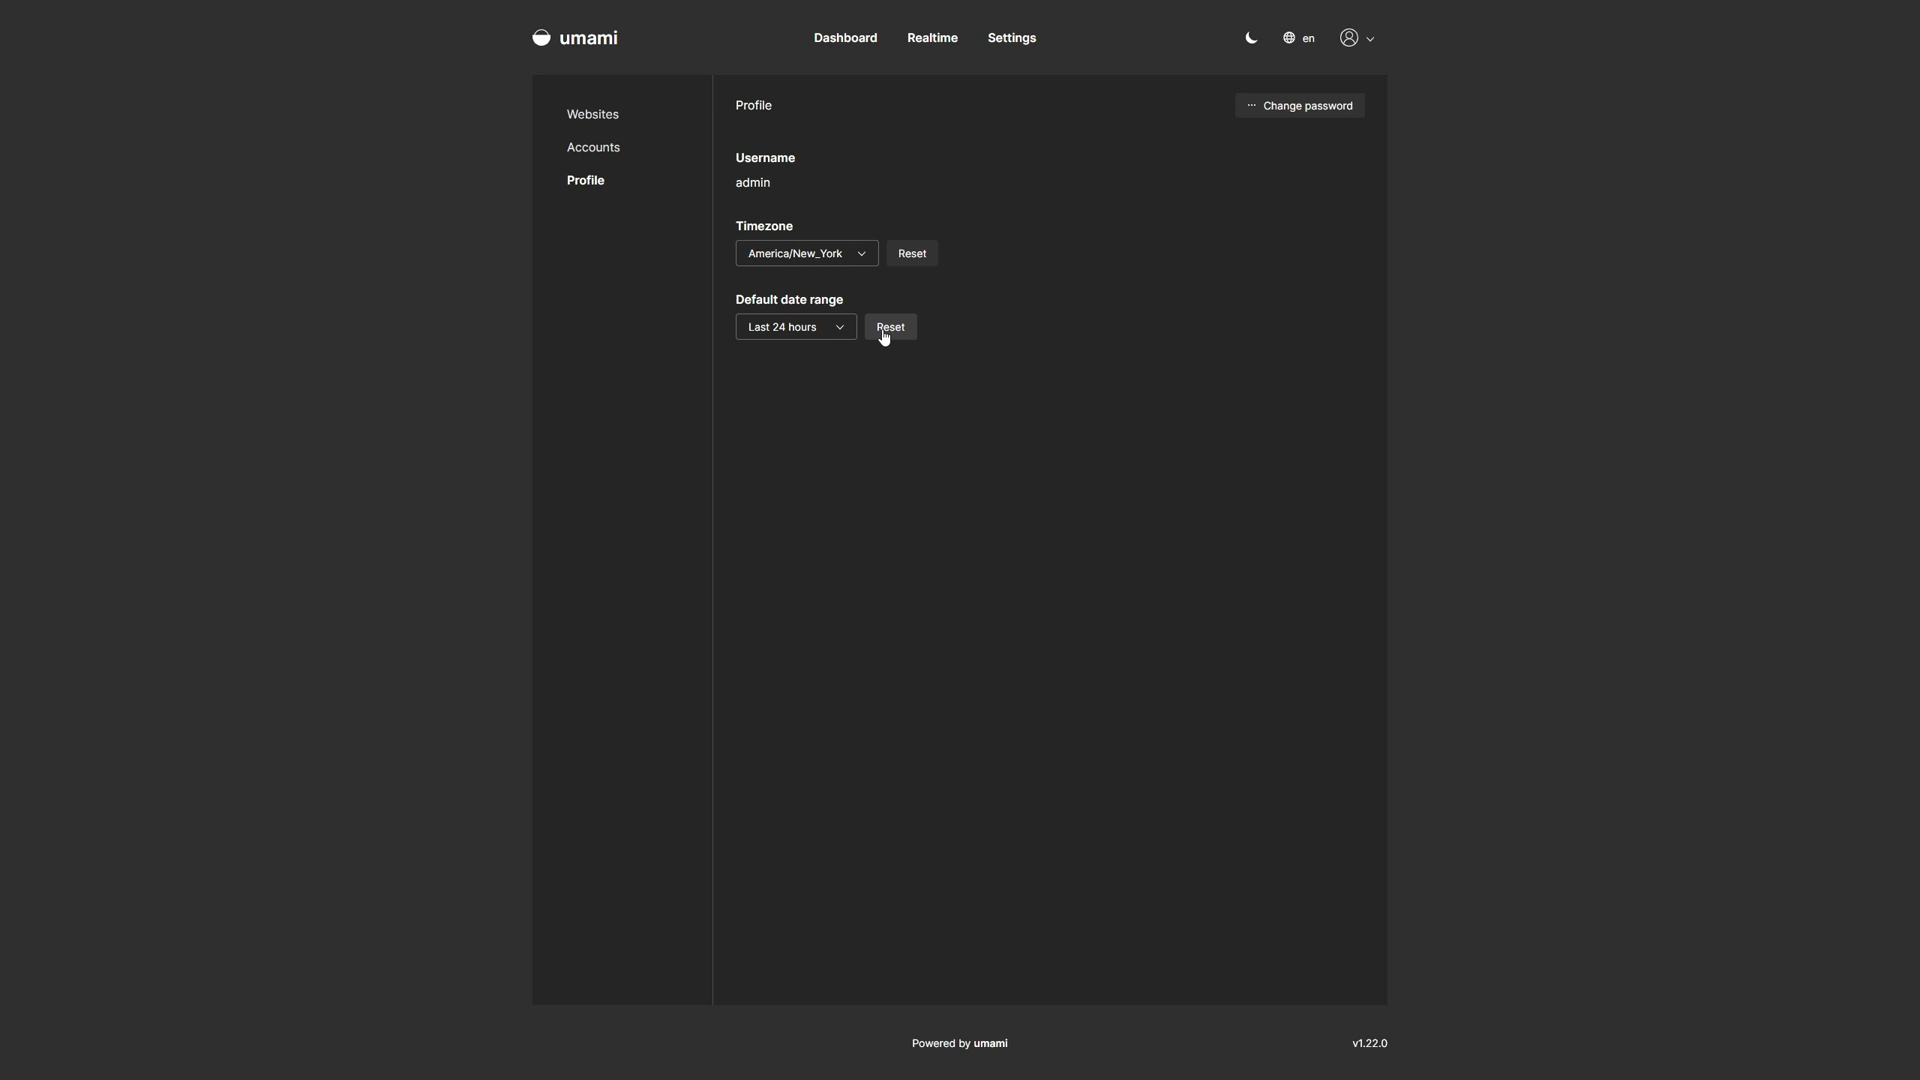 umami
Dashboard
Realtime
Settings
en
Websites
Accounts
Profile
Profile
··· Change password
Username
admin
Timezone
America/New_York
Reset
Default date range
Last 24 hours
Reset
Powered by umami
v1.22.0